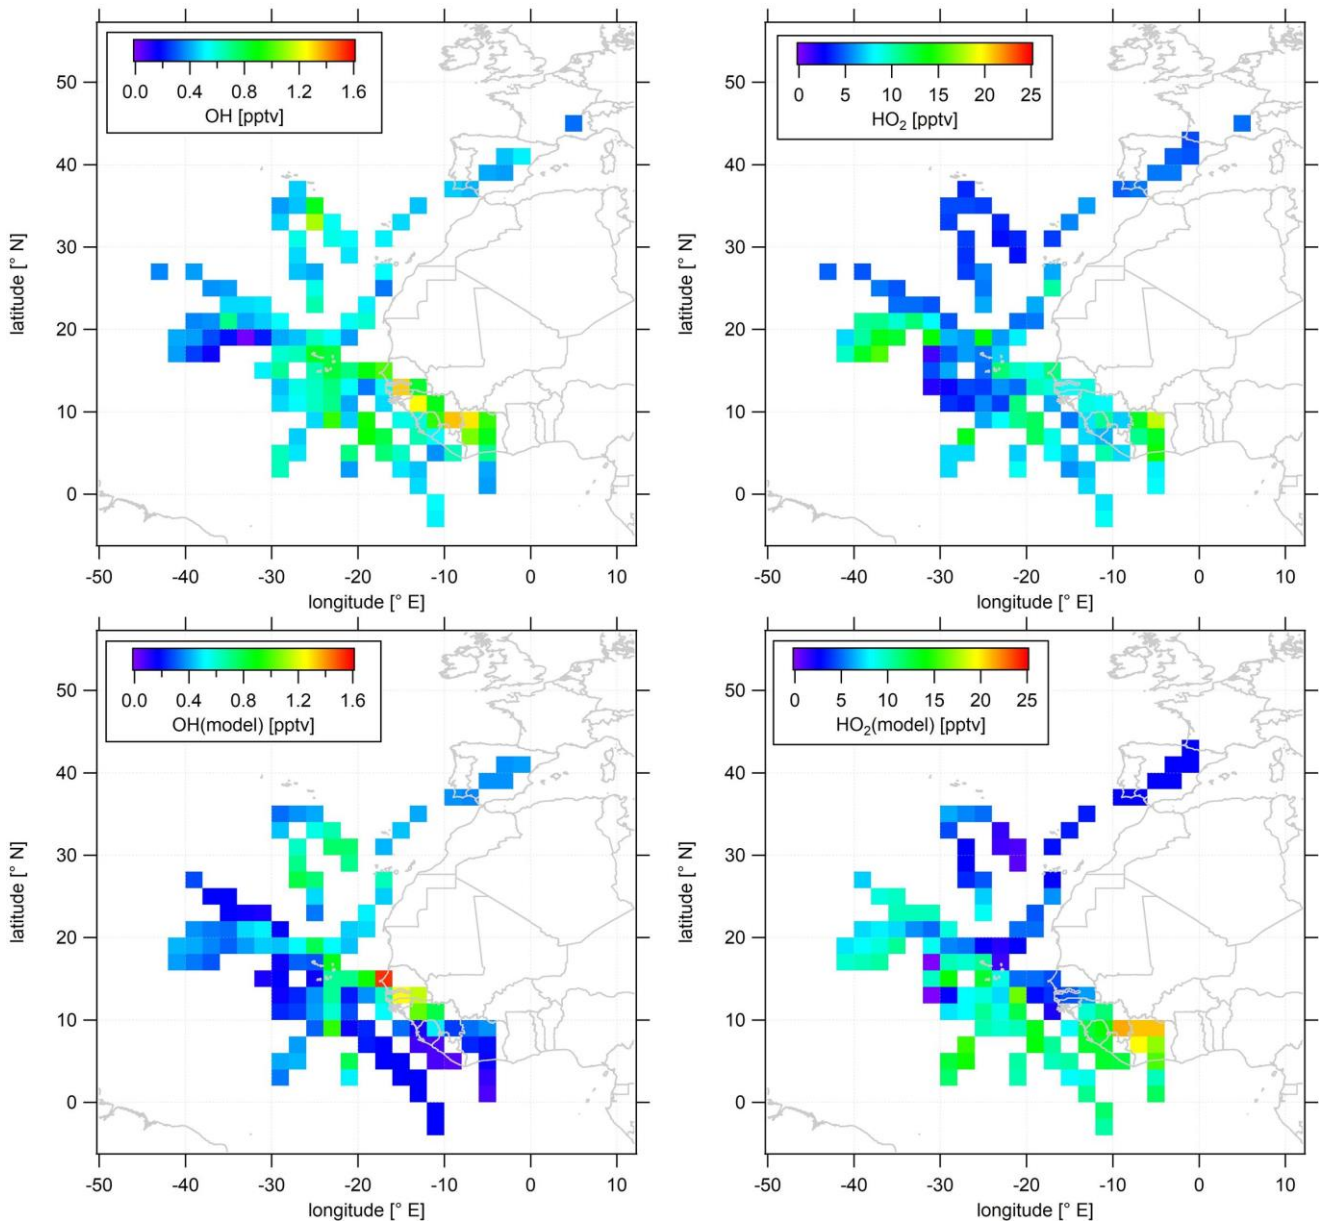 0.0 0.4 0.8 1.2 1.6
OH [pptv]
50
40
30
20
10
0
latitude [° N]
-50 -40 -30 -20 -10 0 10
longitude [° E]
0 5 10 15 20 25
HO₂ [pptv]
50
40
30
20
10
0
latitude [° N]
-50 -40 -30 -20 -10 0 10
longitude [° E]
0.0 0.4 0.8 1.2 1.6
OH(model) [pptv]
50
40
30
20
10
0
latitude [° N]
-50 -40 -30 -20 -10 0 10
longitude [° E]
0 5 10 15 20 25
HO₂(model) [pptv]
50
40
30
20
10
0
latitude [° N]
-50 -40 -30 -20 -10 0 10
longitude [° E]